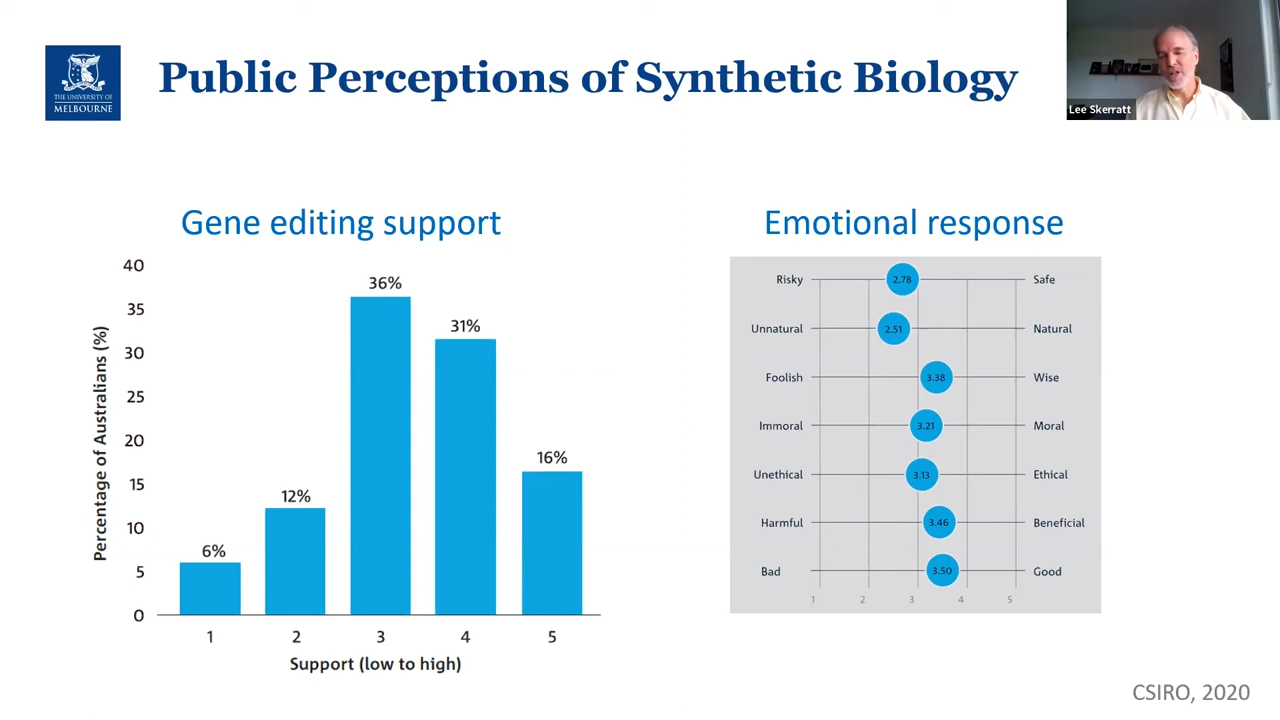 THE UNIVERSITY OF
MELBOURNE
Public Perceptions of Synthetic Biology
Lee Skerratt
Gene editing support
Percentage of Australians (%)
40
35
30
25
20
15
10
5
0
6%
12%
36%
31%
16%
1 2 3 4 5
Support (low to high)
Emotional response
Risky 2.78 Safe
Unnatural 2.51 Natural
Foolish 3.38 Wise
Immoral 3.21 Moral
Unethical 3.13 Ethical
Harmful 3.46 Beneficial
Bad 3.50 Good
1 2 3 4 5
CSIRO, 2020